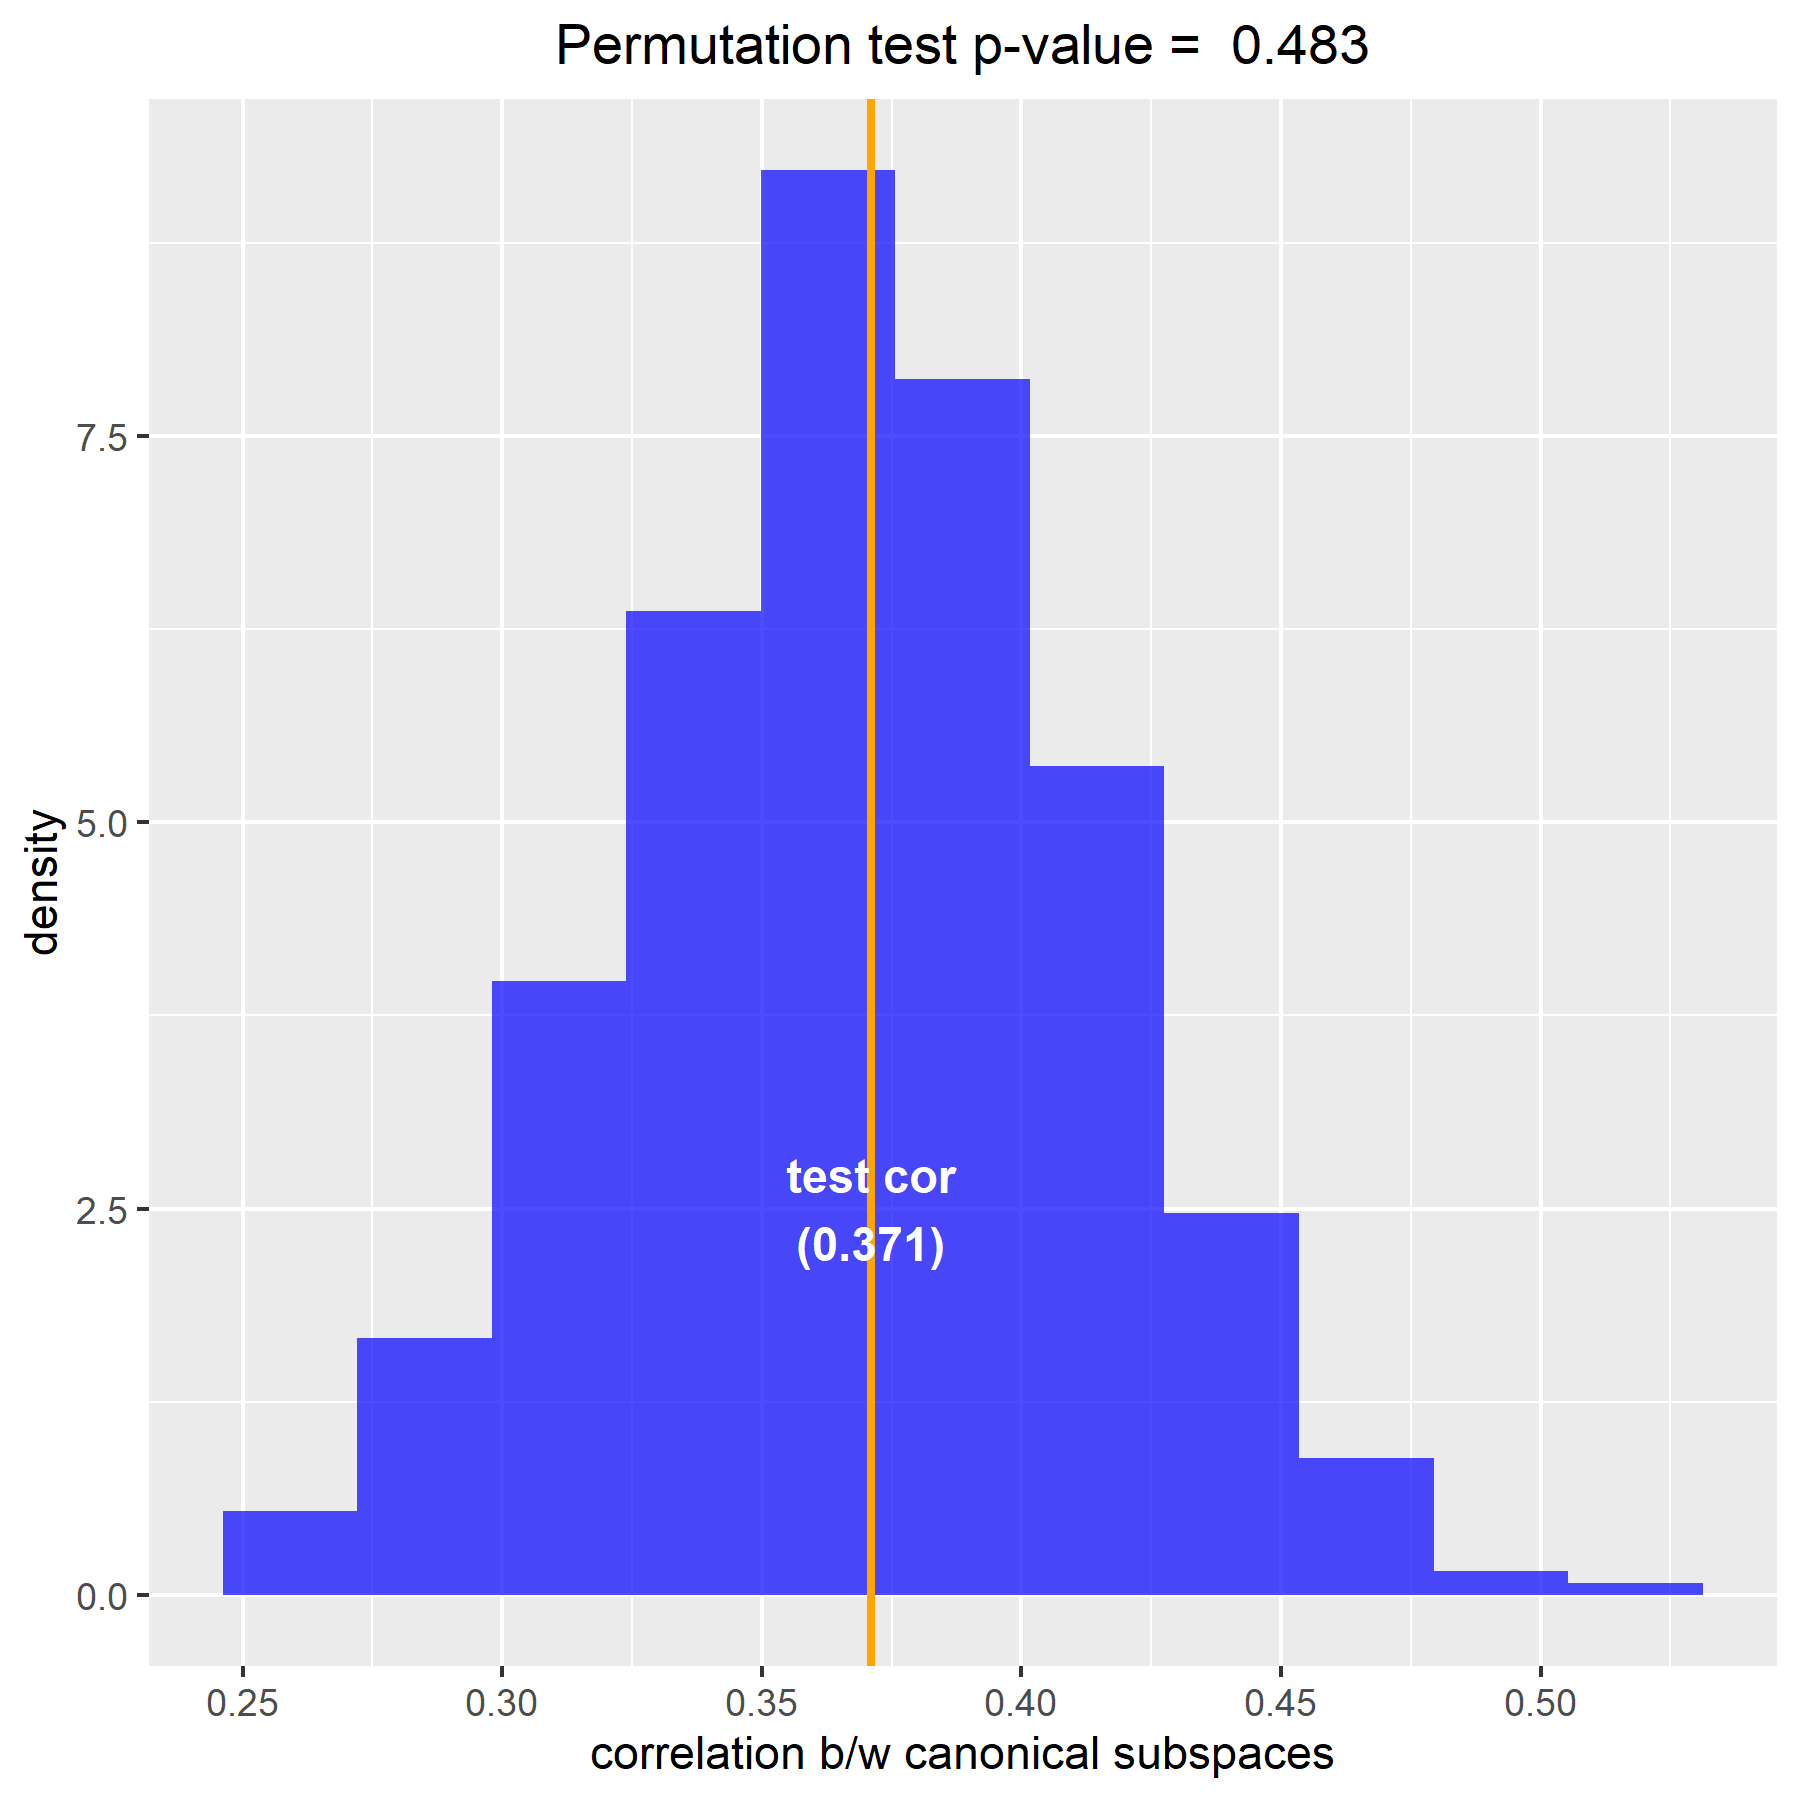 Permutation test p-value =  0.483
density
7.5
5.0
2.5
0.0
test cor
(0.371)
0.25 0.30 0.35 0.40 0.45 0.50
correlation b/w canonical subspaces